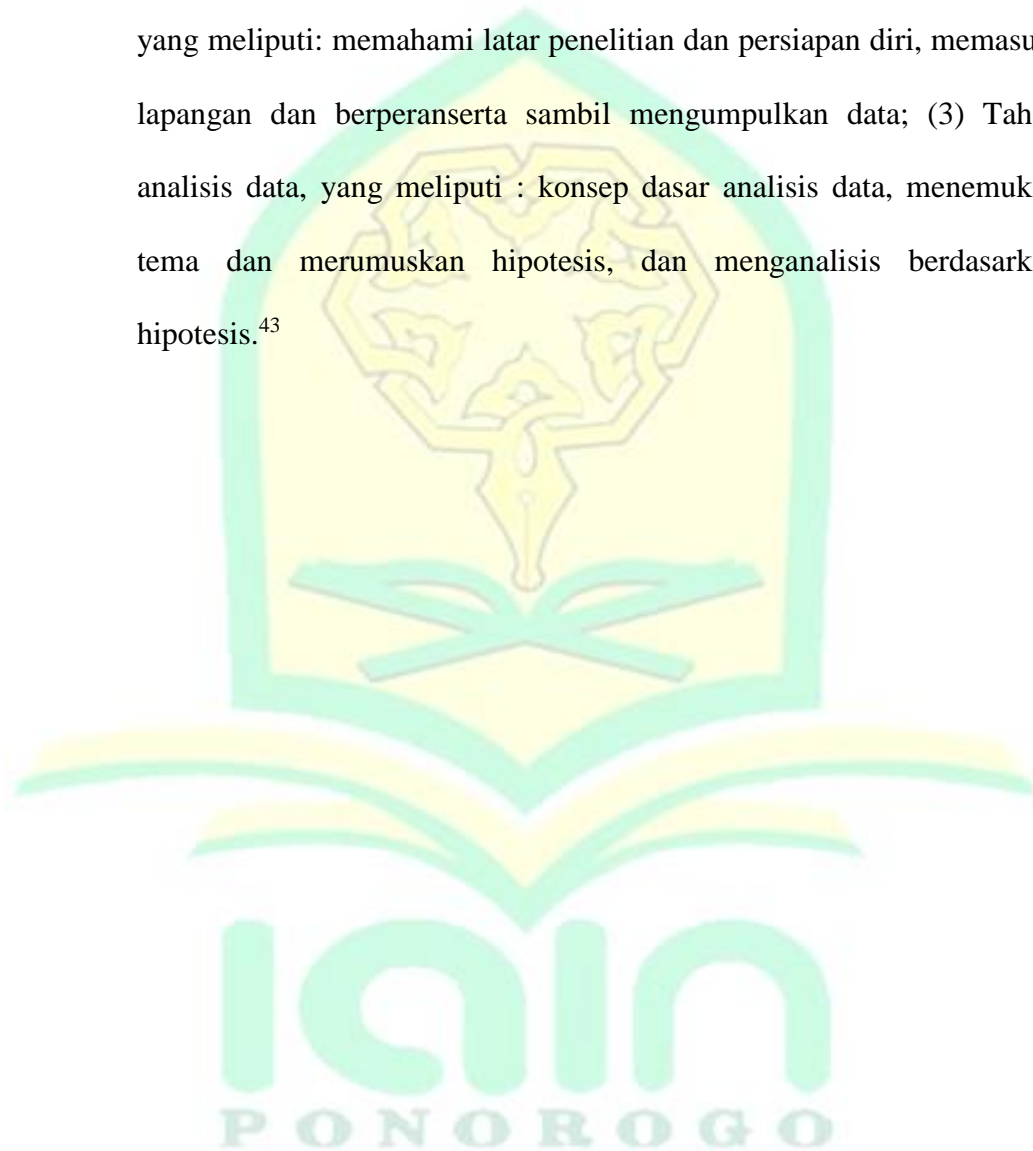 yang meliputi: memahami latar penelitian dan persiapan diri, memasu
lapangan dan berperanserta sambil mengumpulkan data; (3) Tah
analisis data, yang meliputi : konsep dasar analisis data, menemuk
tema dan merumuskan hipotesis, dan menganalisis berdasark
hipotesis.⁴³
iain
PONOROGO